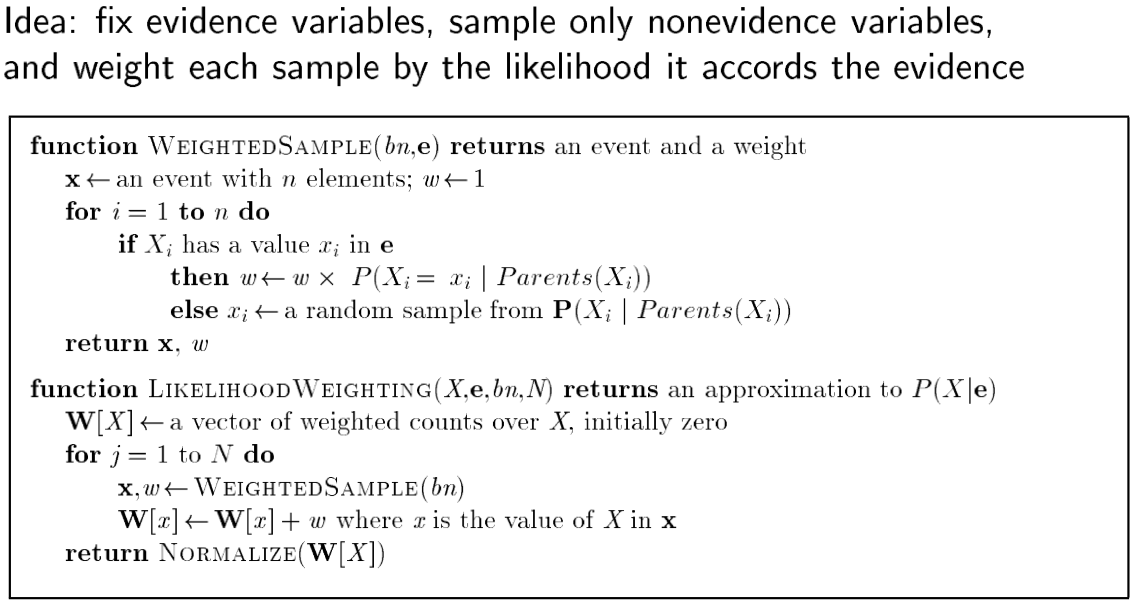 Idea: fix evidence variables, sample only nonevidence variables,
and weight each sample by the likelihood it accords the evidence
function WEIGHTEDSAMPLE(bn,e) returns an event and a weight
x ← an event with n elements; w ← 1
for i = 1 to n do
if Xᵢ has a value xᵢ in e
then w ← w × P(Xᵢ = xᵢ | Parents(Xᵢ))
else xᵢ ← a random sample from P(Xᵢ | Parents(Xᵢ))
return x, w
function LIKELIHOODWEIGHTING(X,e,bn,N) returns an approximation to P(X|e)
W[X] ← a vector of weighted counts over X, initially zero
for j = 1 to N do
x,w ← WEIGHTEDSAMPLE(bn)
W[x] ← W[x] + w where x is the value of X in x
return NORMALIZE(W[X])